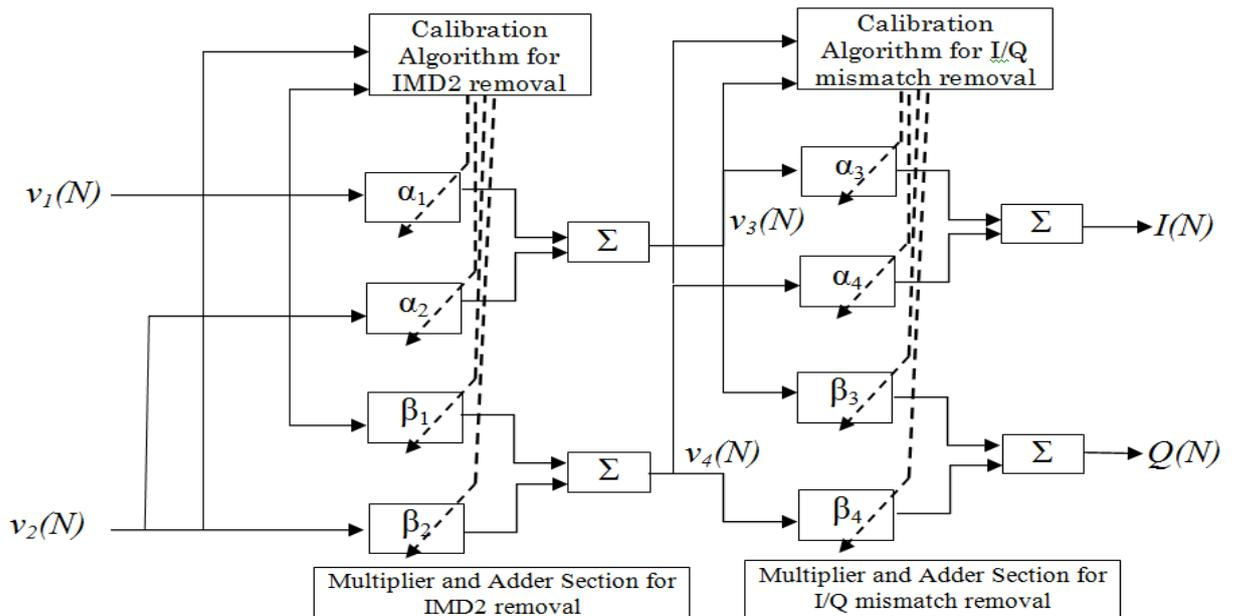 Calibration
Algorithm for
IMD2 removal
Calibration
Algorithm for I/Q
mismatch removal
v1(N)
α1
α2
β1
β2
Σ
Σ
v2(N)
v3(N)
v4(N)
α3
α4
β3
β4
Σ
Σ
I(N)
Q(N)
Multiplier and Adder Section for
IMD2 removal
Multiplier and Adder Section for
I/Q mismatch removal